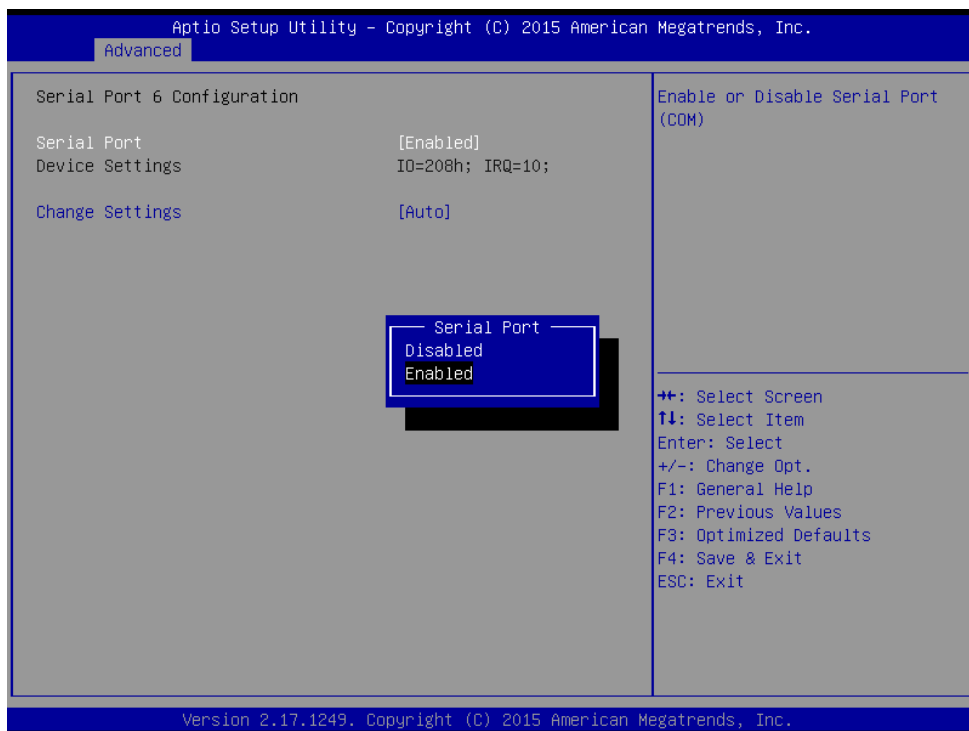 Aptio Setup Utility – Copyright (C) 2015 American Megatrends, Inc.
Advanced
Serial Port 6 Configuration
Serial Port [Enabled]
Device Settings IO=208h; IRQ=10;
Change Settings [Auto]
Serial Port
Disabled
Enabled
Enable or Disable Serial Port
(COM)
→←: Select Screen
↑↓: Select Item
Enter: Select
+/-: Change Opt.
F1: General Help
F2: Previous Values
F3: Optimized Defaults
F4: Save & Exit
ESC: Exit
Version 2.17.1249. Copyright (C) 2015 American Megatrends, Inc.